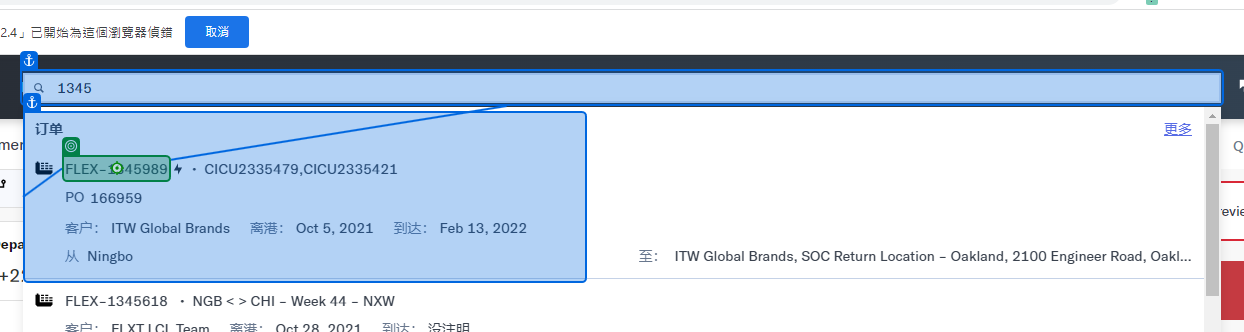 2.4」已開始為這個瀏覽器偵錯 取消
1345
订单 更多
FLEX-1345989 · CICU2335479,CICU2335421
PO 166959
客户： ITW Global Brands 离港： Oct 5, 2021 到达： Feb 13, 2022
从 Ningbo 至： ITW Global Brands, SOC Return Location – Oakland, 2100 Engineer Road, Oakl...
FLEX-1345618 · NGB < > CHI – Week 44 – NXW
客户： FLXT LCL Team 离港： Oct 28, 2021 到达： 没注明